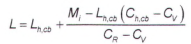 L = L_{h,cb} + \frac{M_i - L_{h,cb}(C_{h,cb} - C_V)}{C_R - C_V}